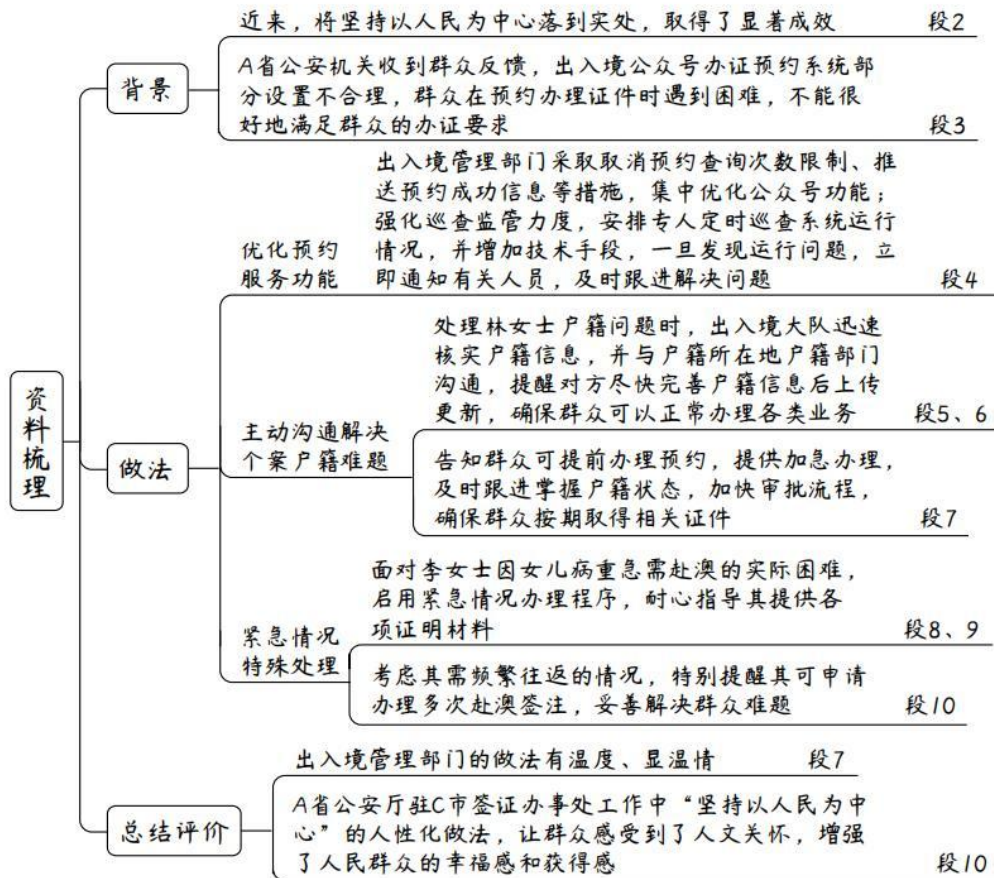 近来，将坚持以人民为中心落到实处，取得了显著成效 段2
背景
A省公安机关收到群众反馈，出入境公众号办证预约系统部
分设置不合理，群众在预约办理证件时遇到困难，不能很
好地满足群众的办证要求 段3
资料梳理
做法
优化预约
服务功能
出入境管理部门采取取消预约查询次数限制、推
送预约成功信息等措施，集中优化公众号功能；
强化巡查监管力度，安排专人定时巡查系统运行
情况，并增加技术手段，一旦发现运行问题，立
即通知有关人员，及时跟进解决问题 段4
主动沟通解决
个案户籍难题
处理林女士户籍问题时，出入境大队迅速
核实户籍信息，并与户籍所在地户籍部门
沟通，提醒对方尽快完善户籍信息后上传
更新，确保群众可以正常办理各类业务 段5、6
告知群众可提前办理预约，提供加急办理，
及时跟进掌握户籍状态，加快审批流程，
确保群众按期取得相关证件 段7
紧急情况
特殊处理
面对李女士因女儿病重急需赴澳的实际困难，
启用紧急情况办理程序，耐心指导其提供各
项证明材料 段8、9
考虑其需频繁往返的情况，特别提醒其可申请
办理多次赴澳签注，妥善解决群众难题 段10
总结评价
出入境管理部门的做法有温度、显温情 段7
A省公安厅驻C市签证办事处工作中“坚持以人民为中
心”的人性化做法，让群众感受到了人文关怀，增强
了人民群众的幸福感和获得感 段10